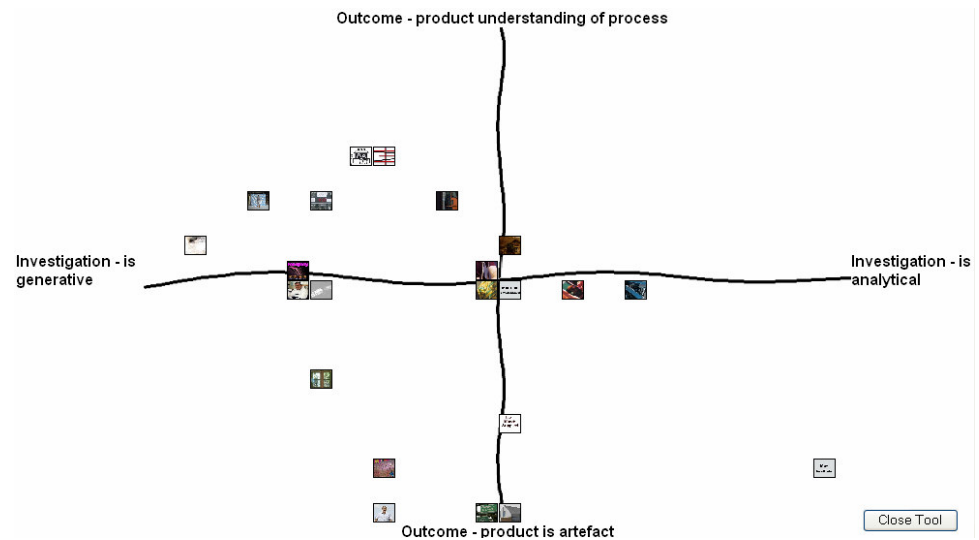 Outcome - product understanding of process
Investigation - is
generative
Investigation - is
analytical
Outcome - product is artefact
Close Tool